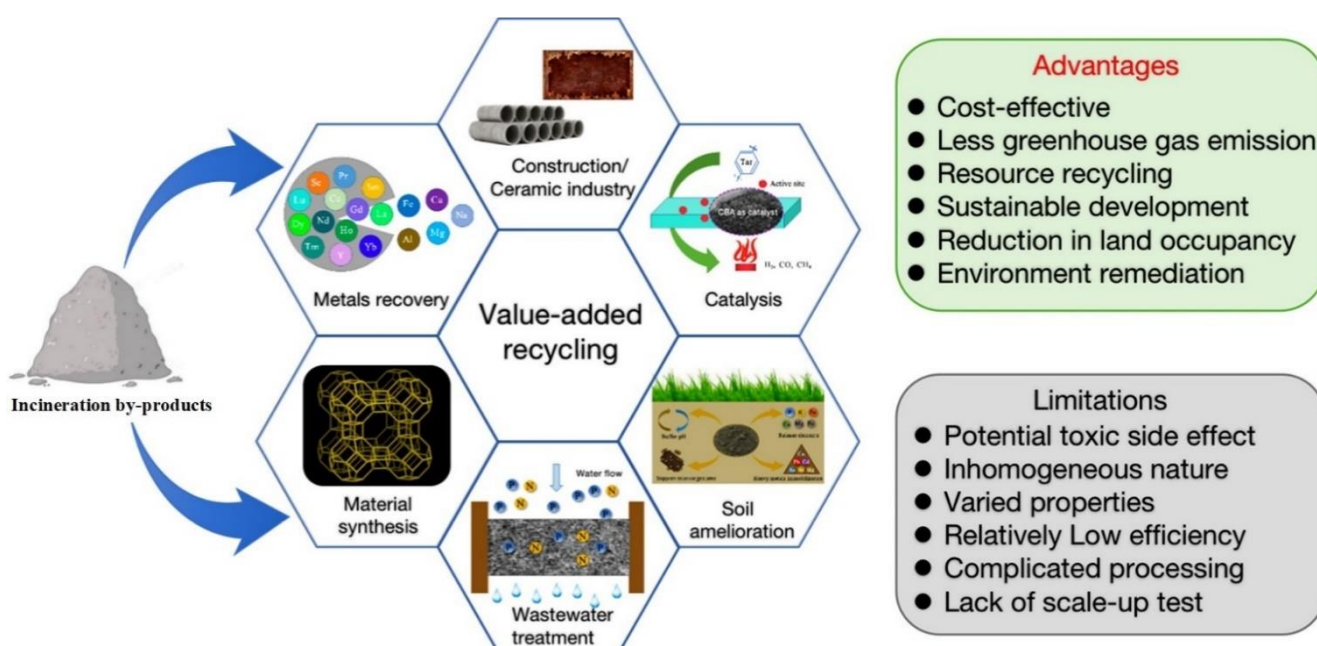 Construction/
Ceramic industry
Sc
Pr
Sm
Lu
Ce
Gd
La
Dy
Nd
Ho
Tm
Y
Yb
Fe
Ca
Na
Al
Mg
Metals recovery
Tar
Active site
CBA as catalyst
H₂, CO, CH₄
Catalysis
Value-added
recycling
Incineration by-products
Material
synthesis
Water flow
P
N
P
P
N
P
P
N
P
P
N
P
N
Wastewater
treatment
Buffer pH
Soil
amelioration
Advantages
● Cost-effective
● Less greenhouse gas emission
● Resource recycling
● Sustainable development
● Reduction in land occupancy
● Environment remediation
Limitations
● Potential toxic side effect
● Inhomogeneous nature
● Varied properties
● Relatively Low efficiency
● Complicated processing
● Lack of scale-up test